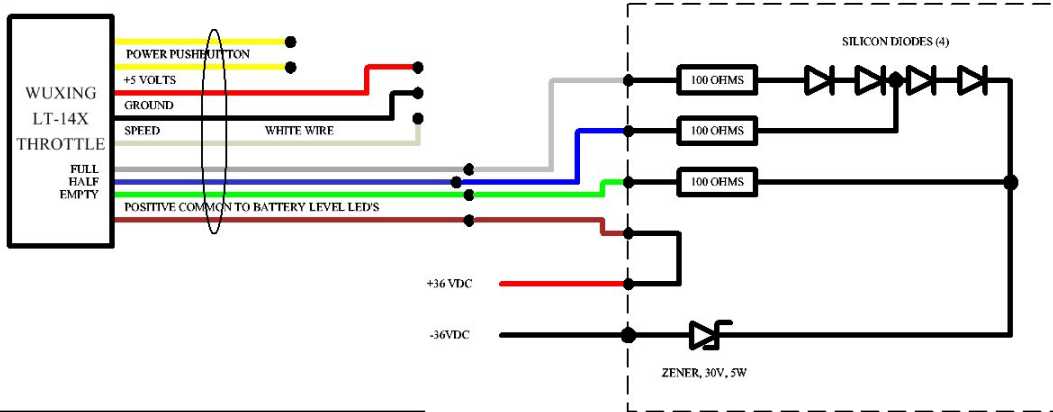 SILICON DIODES (4)
POWER PUSHBUITTON
+5 VOLTS
100 OHMS
WUXING
LT-14X
THROTTLE
GROUND
SPEED
WHITE WIRE
100 OHMS
FULL
HALF
EMPTY
100 OHMS
POSITIVE COMMON TO BATTERY LEVEL LED'S
+36 VDC
-36VDC
ZENER, 30V, 5W